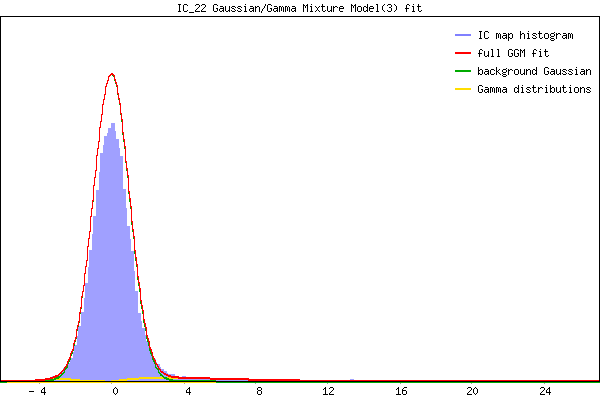 IC_22 Gaussian/Gamma Mixture Model(3) fit
IC map histogram
full GGM fit
background Gaussian
Gamma distributions
-4 0 4 8 12 16 20 24